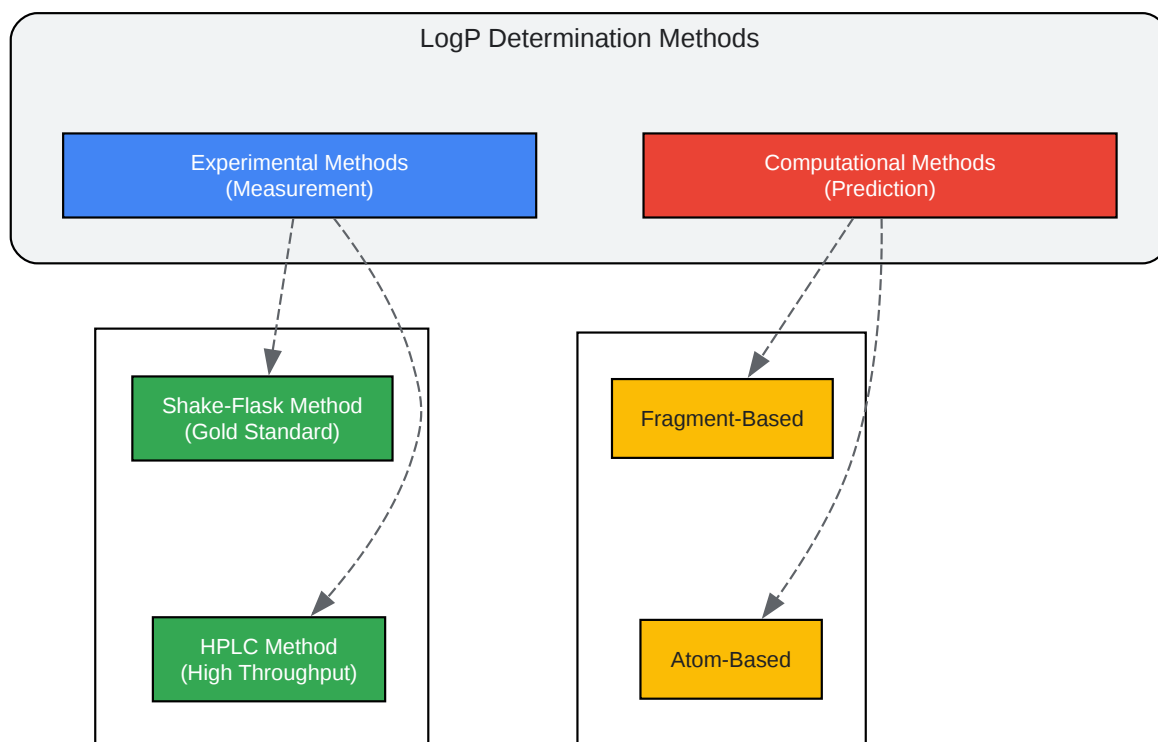 LogP Determination Methods
Experimental Methods
(Measurement)
Computational Methods
(Prediction)
Shake-Flask Method
(Gold Standard)
Fragment-Based
HPLC Method
(High Throughput)
Atom-Based